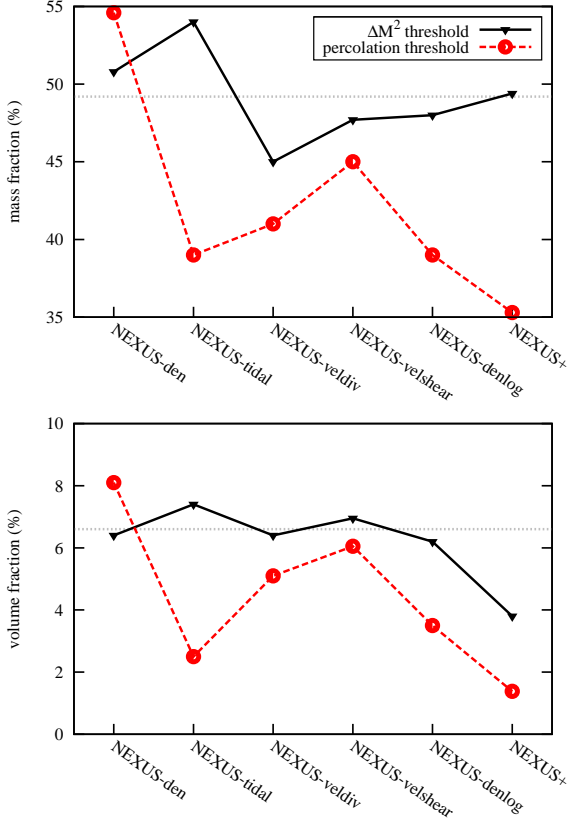 55
50
45
40
35
mass fraction (%)
ΔM² threshold
percolation threshold
NEXUS-den
NEXUS-tidal
NEXUS-veldiv
NEXUS-velshear
NEXUS-denlog
NEXUS+
10
8
6
4
2
0
volume fraction (%)
NEXUS-den
NEXUS-tidal
NEXUS-veldiv
NEXUS-velshear
NEXUS-denlog
NEXUS+